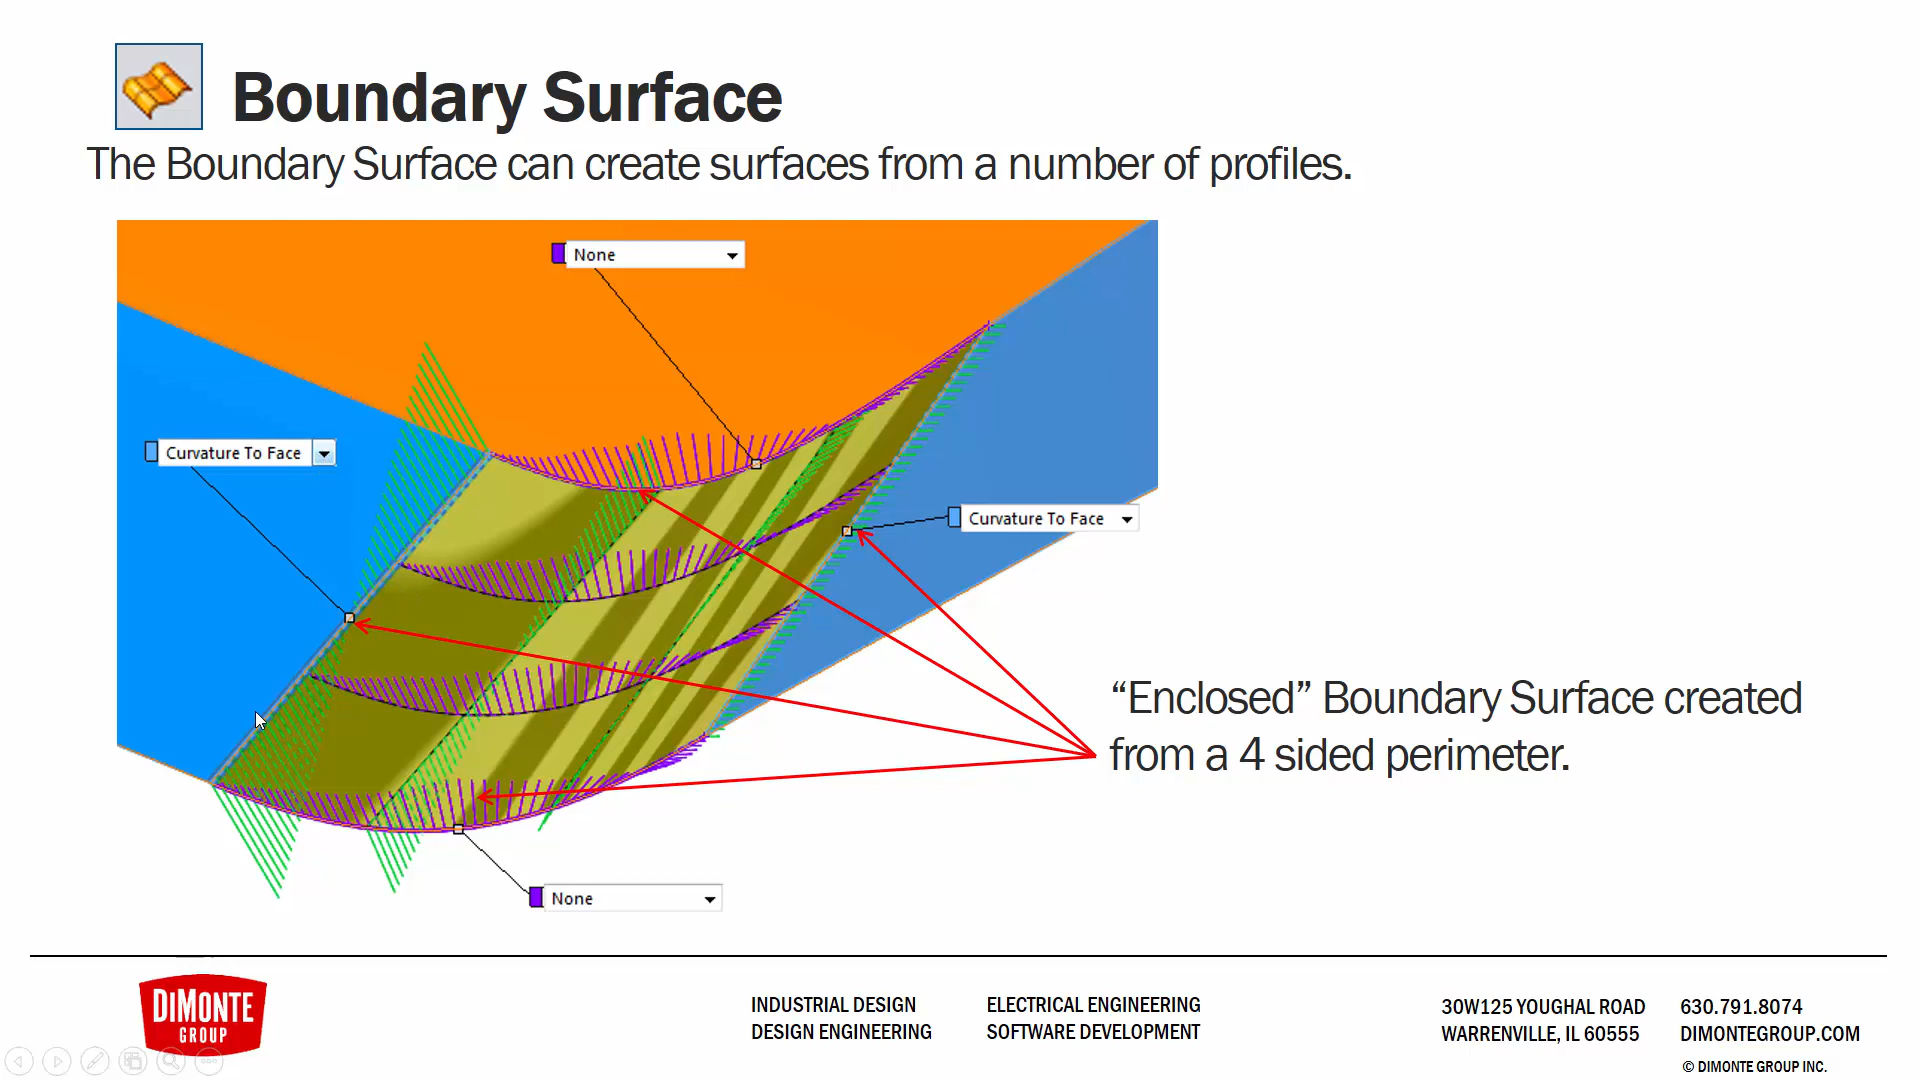 Boundary Surface
The Boundary Surface can create surfaces from a number of profiles.
None
Curvature To Face
Curvature To Face
“Enclosed” Boundary Surface created
from a 4 sided perimeter.
None
DIMONTE
GROUP
INDUSTRIAL DESIGN
DESIGN ENGINEERING
ELECTRICAL ENGINEERING
SOFTWARE DEVELOPMENT
30W125 YOUGHAL ROAD
WARRENVILLE, IL 60555
630.791.8074
DIMONTEGROUP.COM
© DIMONTE GROUP INC.